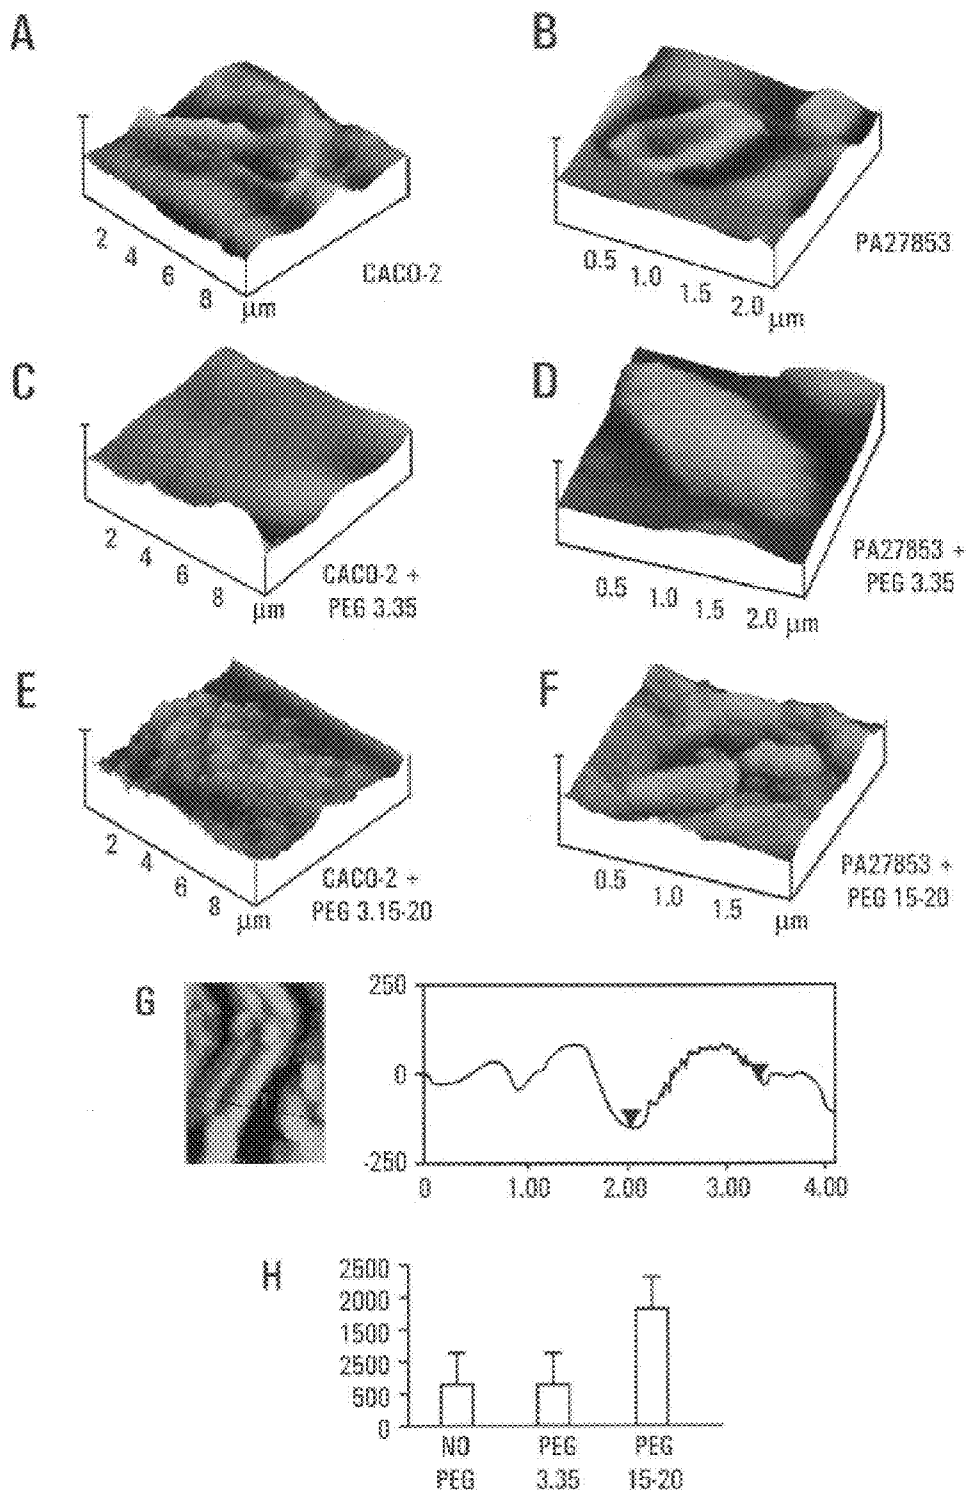 A
2
4
6
8
µm
CACO-2
B
0.5
1.0
1.5
2.0
µm
PA27853
C
2
4
6
8
µm
CACO-2 +
PEG 3.35
D
0.5
1.0
1.5
2.0
µm
PA27853 +
PEG 3.35
E
2
4
6
8
µm
CACO-2 +
PEG 3.15-20
F
0.5
1.0
1.5
µm
PA27853 +
PEG 15-20
G
250
0
-250
0 1.00 2.00 3.00 4.00
H
2500
2000
1500
2500
500
0
NO
PEG
PEG
3.35
PEG
15-20